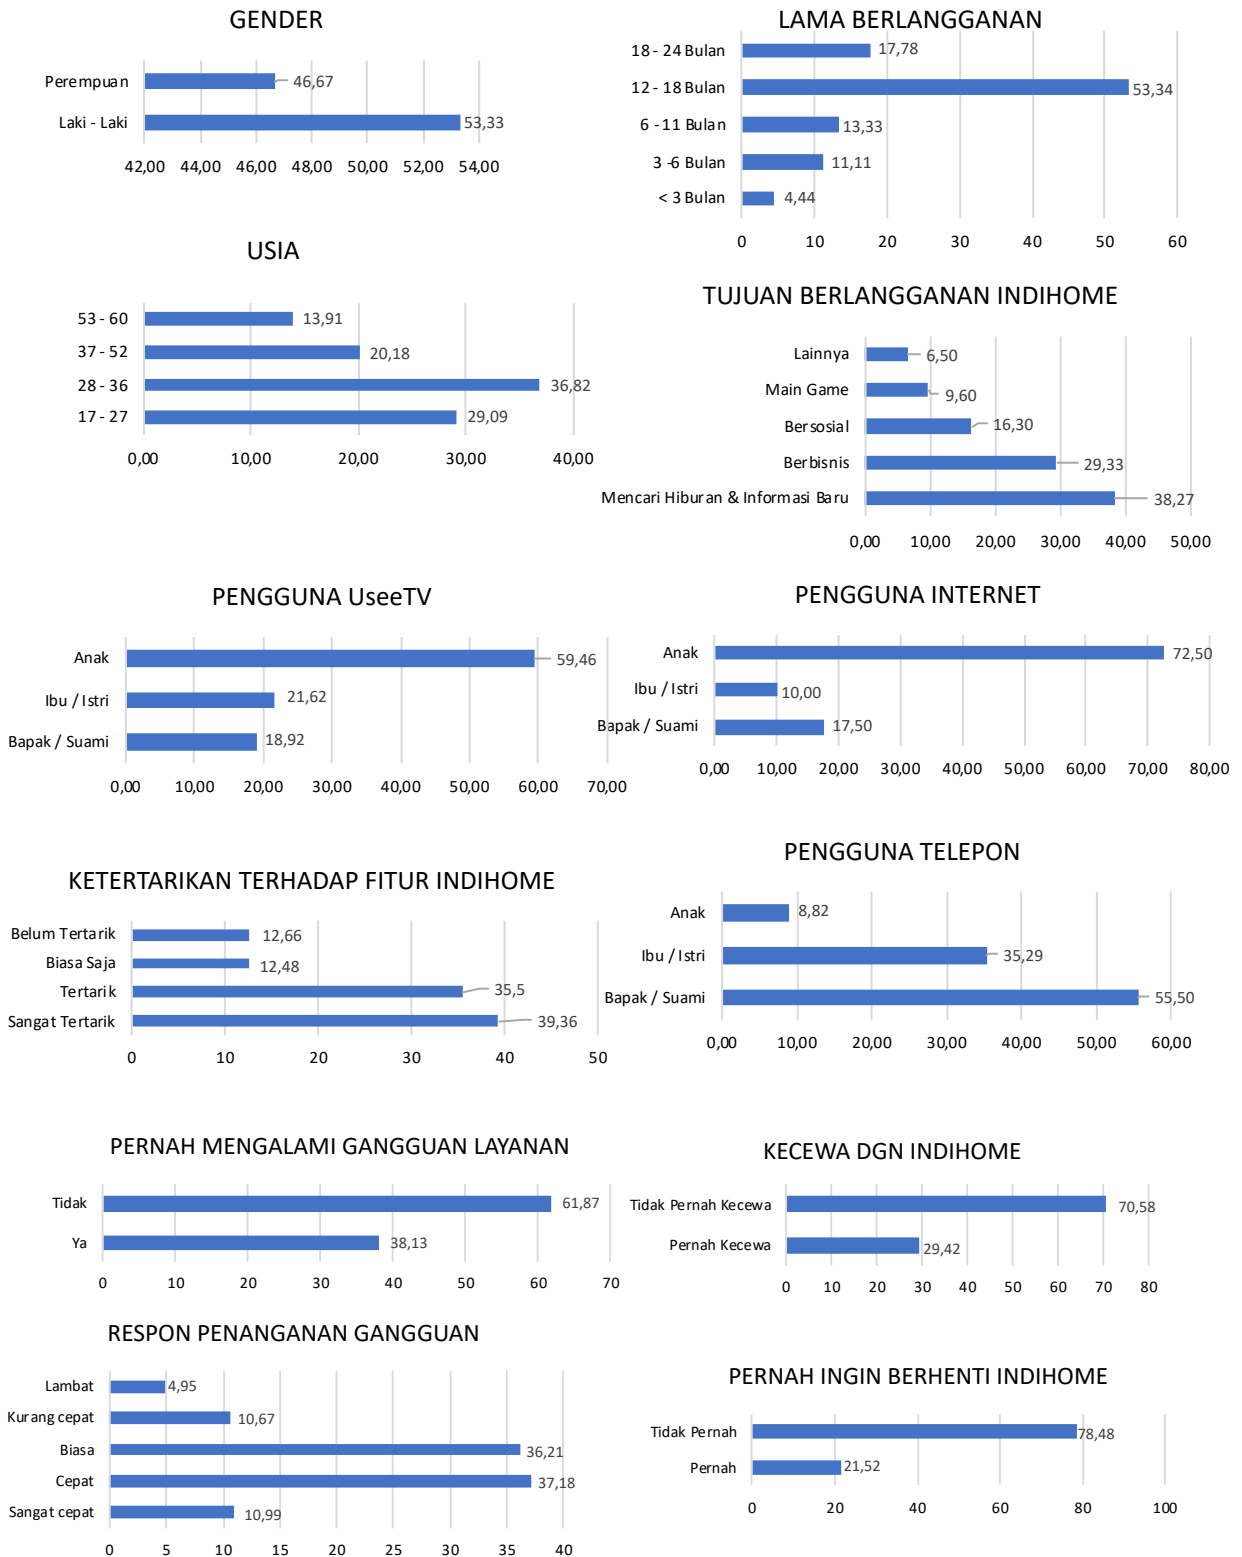 GENDER
Perempuan 46,67
Laki - Laki 53,33
42,00 44,00 46,00 48,00 50,00 52,00 54,00
LAMA BERLANGGANAN
18 - 24 Bulan 17,78
12 - 18 Bulan 53,34
6 - 11 Bulan 13,33
3 -6 Bulan 11,11
< 3 Bulan 4,44
0 10 20 30 40 50 60
USIA
53 - 60 13,91
37 - 52 20,18
28 - 36 36,82
17 - 27 29,09
0,00 10,00 20,00 30,00 40,00
TUJUAN BERLANGGANAN INDIHOME
Lainnya 6,50
Main Game 9,60
Bersosial 16,30
Berbisnis 29,33
Mencari Hiburan & Informasi Baru 38,27
0,00 10,00 20,00 30,00 40,00 50,00
PENGGUNA UseeTV
Anak 59,46
Ibu / Istri 21,62
Bapak / Suami 18,92
0,00 10,00 20,00 30,00 40,00 50,00 60,00 70,00
PENGGUNA INTERNET
Anak 72,50
Ibu / Istri 10,00
Bapak / Suami 17,50
0,00 10,00 20,00 30,00 40,00 50,00 60,00 70,00 80,00
KETERTARIKAN TERHADAP FITUR INDIHOME
Belum Tertarik 12,66
Biasa Saja 12,48
Tertarik 35,5
Sangat Tertarik 39,36
0 10 20 30 40 50
PENGGUNA TELEPON
Anak 8,82
Ibu / Istri 35,29
Bapak / Suami 55,50
0,00 10,00 20,00 30,00 40,00 50,00 60,00
PERNAH MENGALAMI GANGGUAN LAYANAN
Tidak 61,87
Ya 38,13
0 10 20 30 40 50 60 70
KECEWA DGN INDIHOME
Tidak Pernah Kecewa 70,58
Pernah Kecewa 29,42
0 10 20 30 40 50 60 70 80
RESPON PENANGANAN GANGGUAN
Lambat 4,95
Kurang cepat 10,67
Biasa 36,21
Cepat 37,18
Sangat cepat 10,99
0 5 10 15 20 25 30 35 40
PERNAH INGIN BERHENTI INDIHOME
Tidak Pernah 78,48
Pernah 21,52
0 20 40 60 80 100